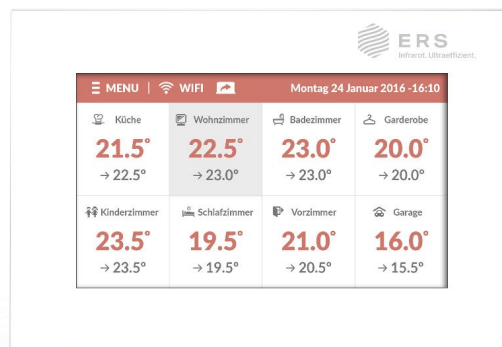 ERS
Infrarot. Ultraeffizient.
MENU | WIFI Montag 24 Januar 2016 -16:10
Küche Wohnzimmer Badezimmer Garderobe
21.5° 22.5° 23.0° 20.0°
→ 22.5° → 23.0° → 23.0° → 20.0°
Kinderzimmer Schlafzimmer Vorzimmer Garage
23.5° 19.5° 21.0° 16.0°
→ 23.5° → 19.5° → 20.5° → 15.5°